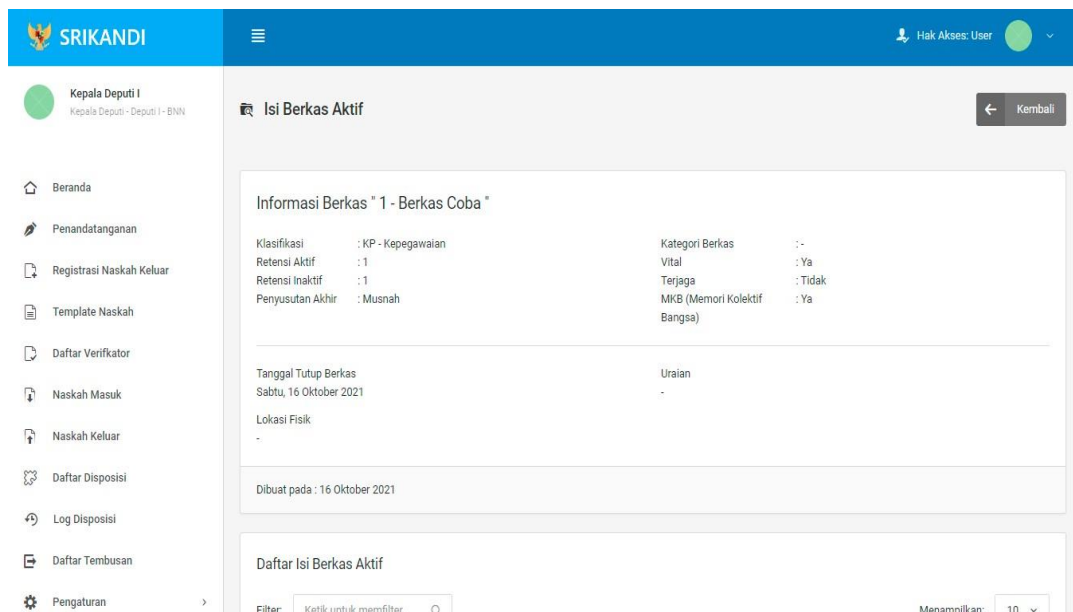 SRIKANDI
Hak Akses: User
Kepala Deputi I
Kepala Deputi - Deputi I - BNN
Isi Berkas Aktif
Kembali
Beranda
Penandatanganan
Registrasi Naskah Keluar
Template Naskah
Daftar Verifkator
Naskah Masuk
Naskah Keluar
Daftar Disposisi
Log Disposisi
Daftar Tembusan
Pengaturan
Informasi Berkas " 1 - Berkas Coba "
Klasifikasi : KP - Kepegawaian
Retensi Aktif : 1
Retensi Inaktif : 1
Penyusutan Akhir : Musnah
Kategori Berkas : -
Vital : Ya
Terjaga : Tidak
MKB (Memori Kolektif : Ya
Bangsa)
Tanggal Tutup Berkas
Sabtu, 16 Oktober 2021
Uraian
-
Lokasi Fisik
-
Dibuat pada : 16 Oktober 2021
Daftar Isi Berkas Aktif
Filter: Ketik untuk memfilter
Menampilkan: 10